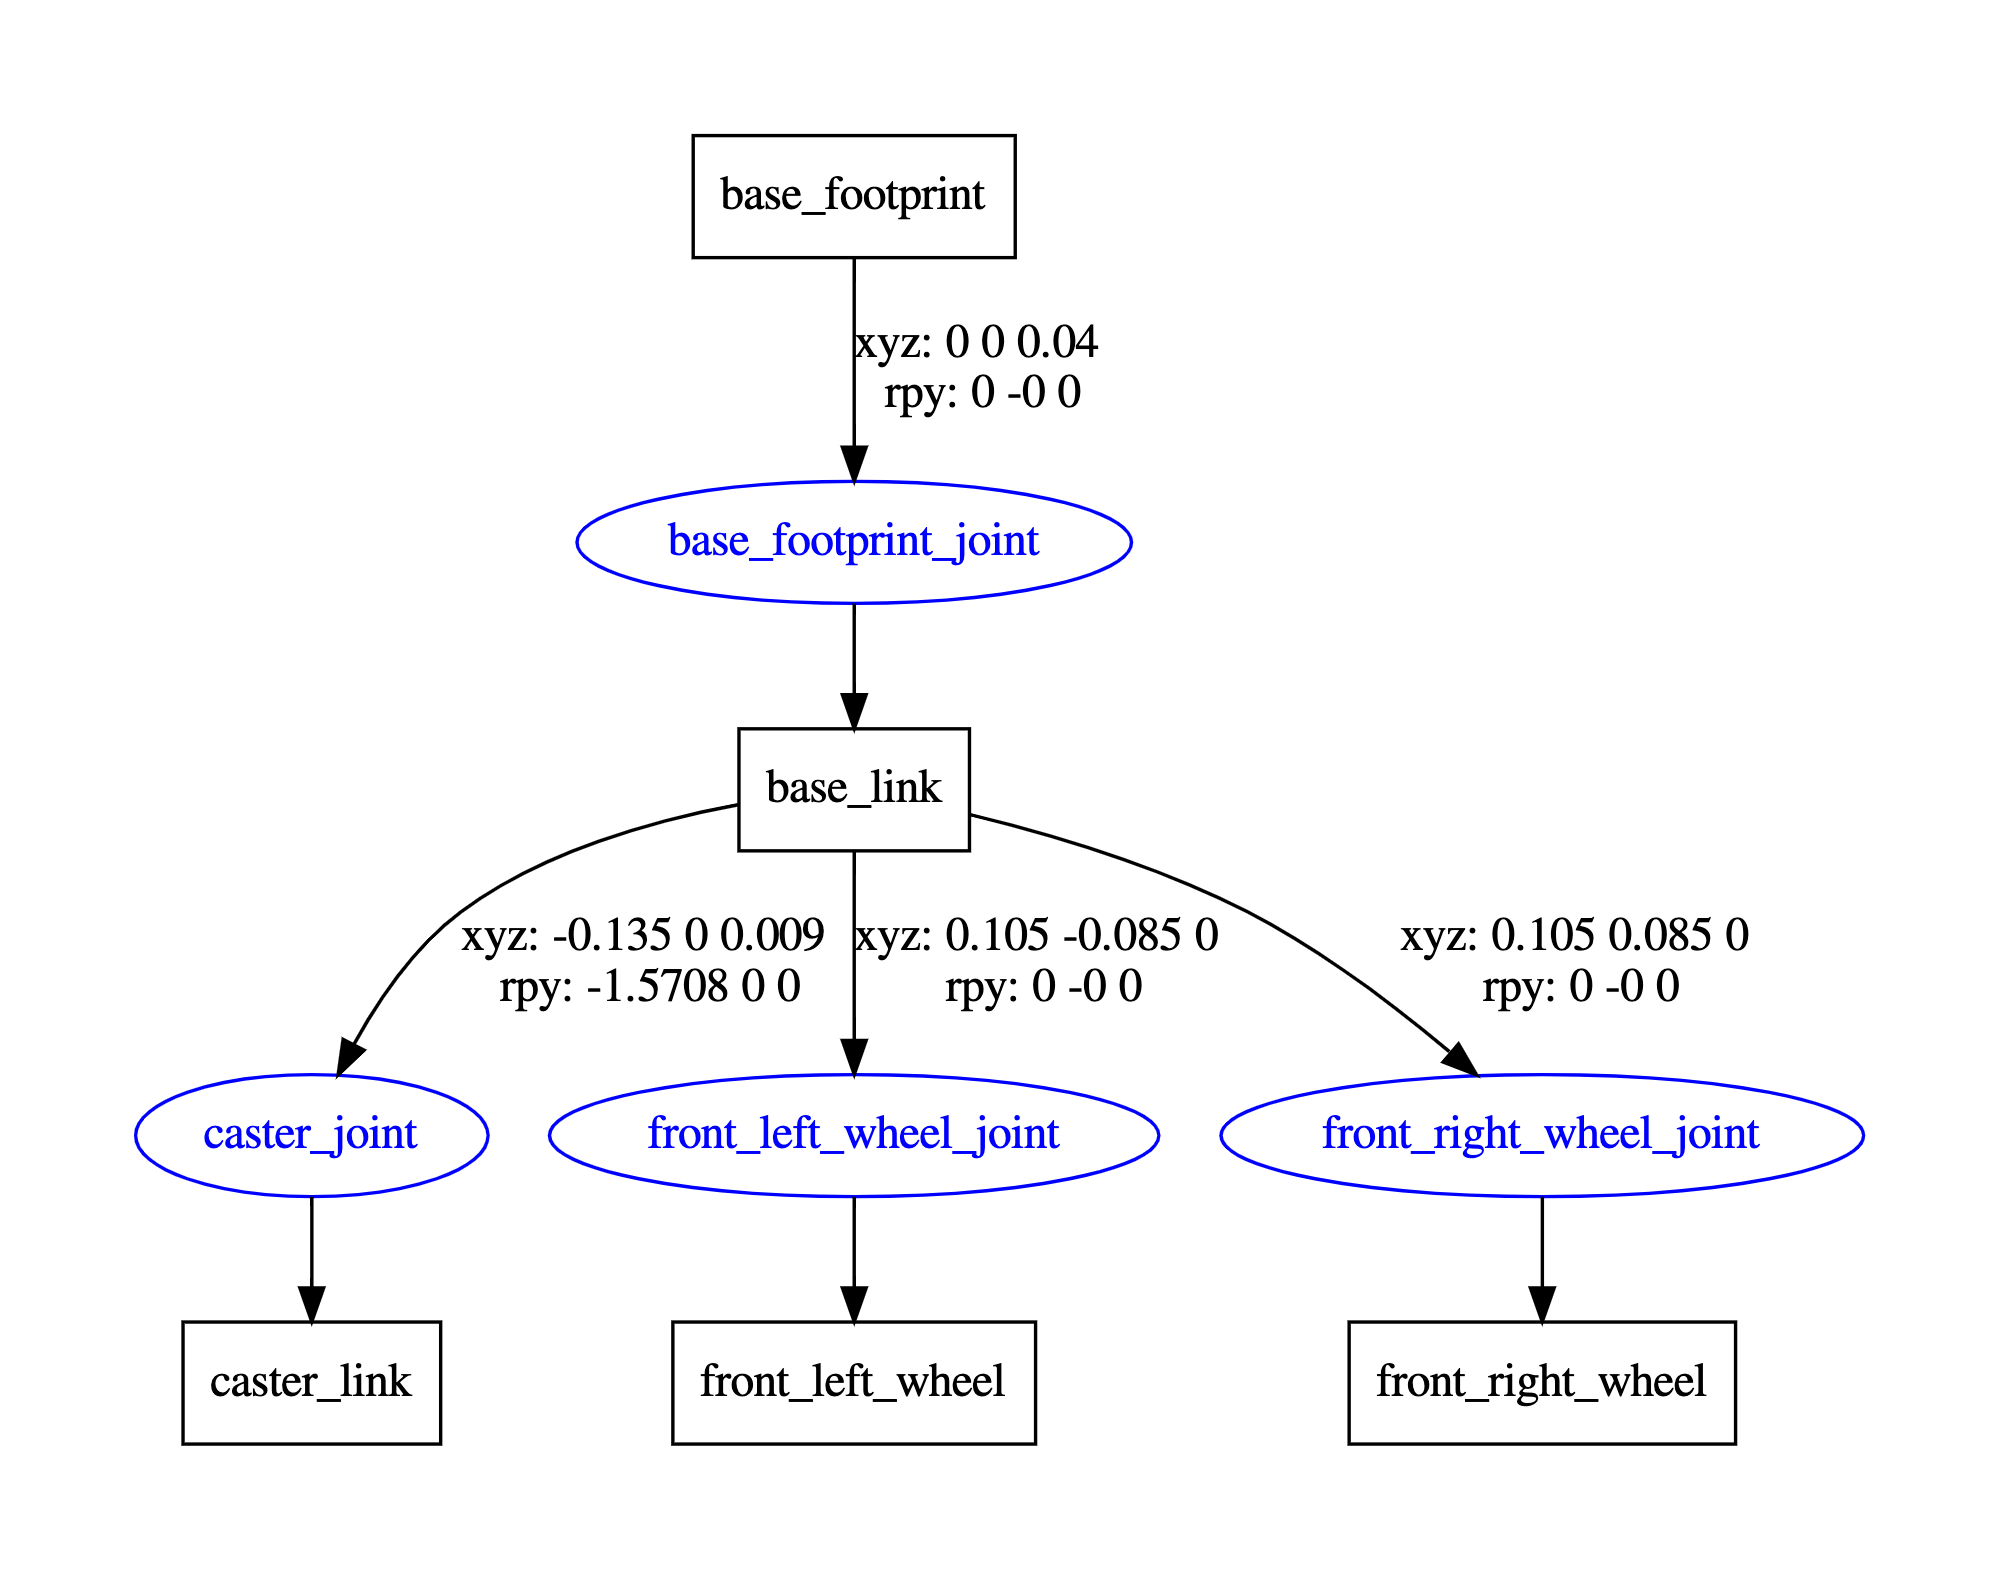 base_footprint
xyz: 0 0 0.04
rpy: 0 -0 0
base_footprint_joint
base_link
xyz: -0.135 0 0.009
rpy: -1.5708 0 0
xyz: 0.105 -0.085 0
rpy: 0 -0 0
xyz: 0.105 0.085 0
rpy: 0 -0 0
caster_joint
front_left_wheel_joint
front_right_wheel_joint
caster_link
front_left_wheel
front_right_wheel